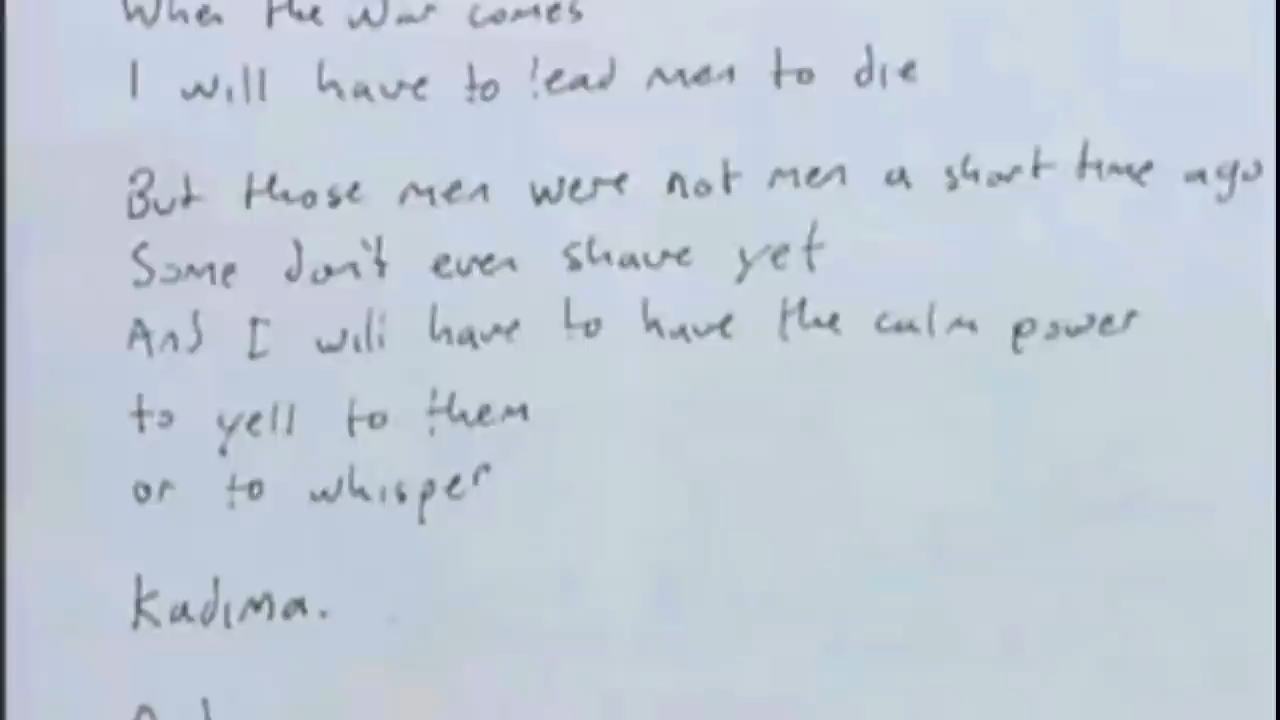 When the war comes
I will have to lead men to die
But those men were not men a short time ago
Some don't even shave yet
And I will have to have the calm power
to yell to them
or to whisper
Kadima.